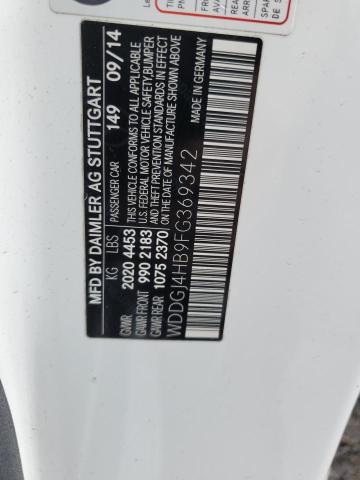 MFD BY DAIMLER AG STUTTGART
KG LBS PASSENGER CAR 149 09/14
GVWR 2020 4453 THIS VEHICLE CONFORMS TO ALL APPLICABLE
GAWR FRONT 990 2183 U.S. FEDERAL MOTOR VEHICLE SAFETY, BUMPER
GAWR REAR 1075 2370 AND THEFT PREVENTION STANDARDS IN EFFECT
ON THE DATE OF MANUFACTURE SHOWN ABOVE
WDDGJ4HB9FG369342 MADE IN GERMANY